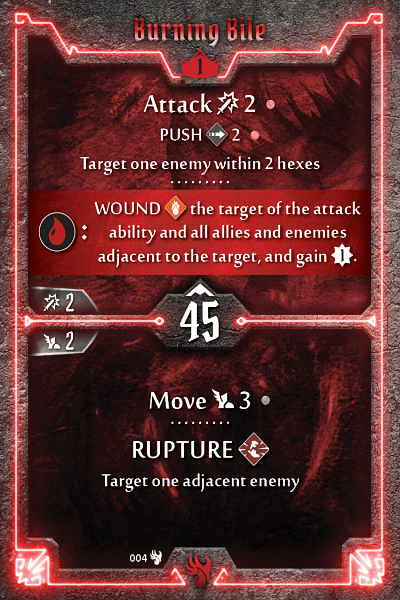 Burning Bile
1
Attack 2
PUSH 2
Target one enemy within 2 hexes
WOUND the target of the attack
: ability and all allies and enemies
adjacent to the target, and gain 1.
2
45
2
Move 3
RUPTURE
Target one adjacent enemy
004